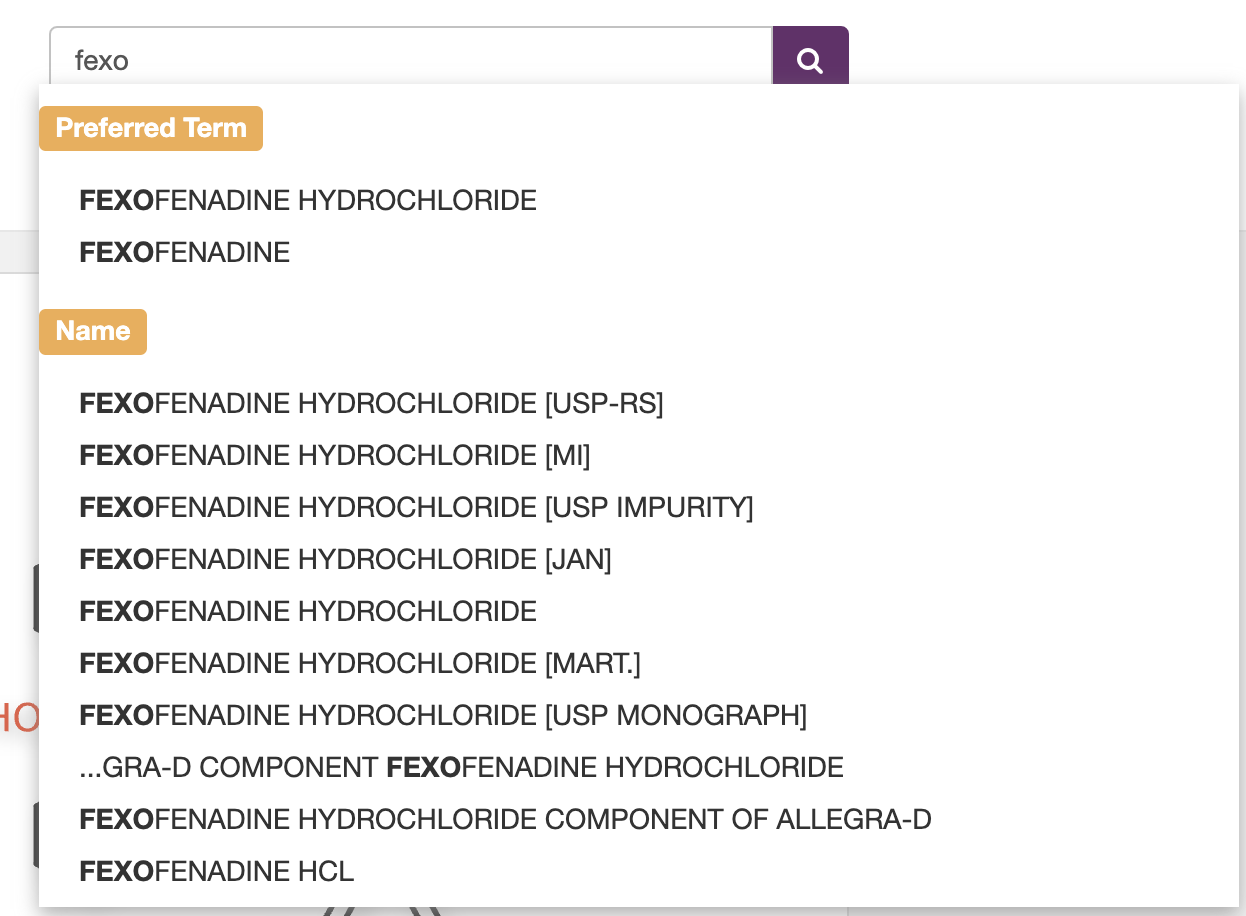 fexo
Preferred Term
FEXOFENADINE HYDROCHLORIDE
FEXOFENADINE
Name
FEXOFENADINE HYDROCHLORIDE [USP-RS]
FEXOFENADINE HYDROCHLORIDE [MI]
FEXOFENADINE HYDROCHLORIDE [USP IMPURITY]
FEXOFENADINE HYDROCHLORIDE [JAN]
FEXOFENADINE HYDROCHLORIDE
FEXOFENADINE HYDROCHLORIDE [MART.]
HO
FEXOFENADINE HYDROCHLORIDE [USP MONOGRAPH]
...GRA-D COMPONENT FEXOFENADINE HYDROCHLORIDE
FEXOFENADINE HYDROCHLORIDE COMPONENT OF ALLEGRA-D
FEXOFENADINE HCL